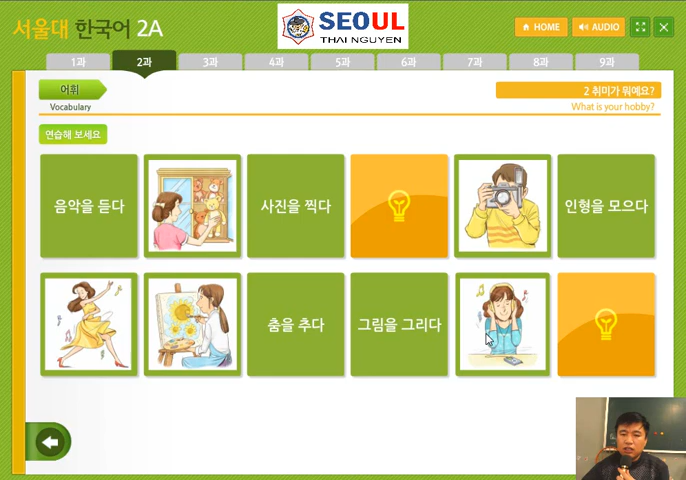 서울대 한국어 2A
SEOUL
THAI NGUYEN
HOME
AUDIO
1과
2과
3과
4과
5과
6과
7과
8과
9과
어휘
Vocabulary
2 취미가 뭐예요?
What is your hobby?
연습해 보세요
음악을 듣다
사진을 찍다
인형을 모으다
춤을 추다
그림을 그리다